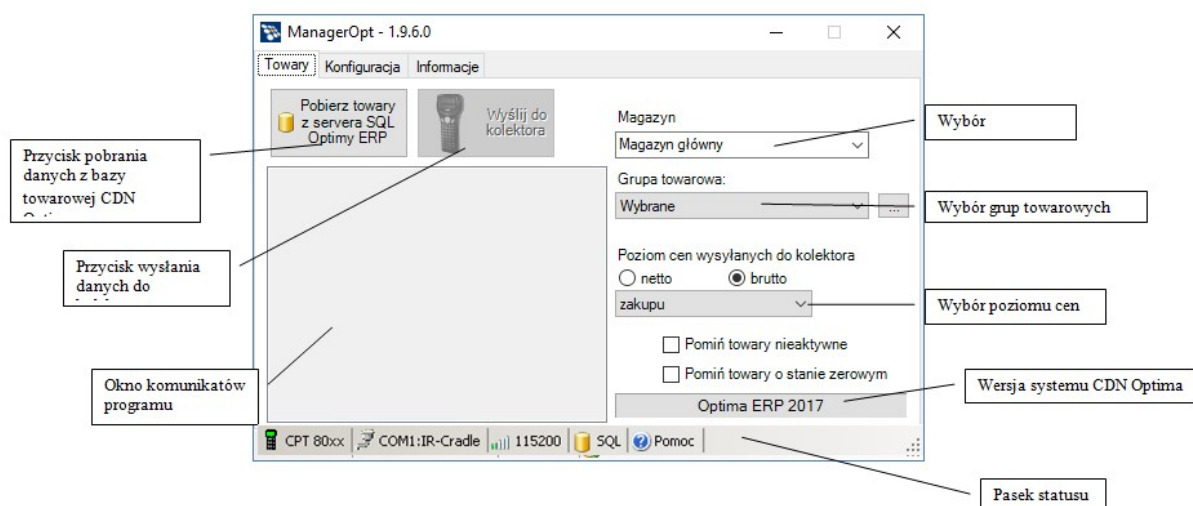 ManagerOpt - 1.9.6.0
Towary Konfiguracja Informacje
Pobierz towary
z servera SQL
Optimy ERP
Wyślij do
kolektora
Magazyn
Magazyn główny
Grupa towarowa:
Wybrane
...
Poziom cen wysyłanych do kolektora
netto brutto
zakupu
Pomiń towary nieaktywne
Pomiń towary o stanie zerowym
Optima ERP 2017
CPT 80xx COM1:IR-Cradle 115200 SQL Pomoc
Przycisk pobrania
danych z bazy
towarowej CDN
Przycisk wysłania
danych do
Okno komunikatów
programu
Wybór
Wybór grup towarowych
Wybór poziomu cen
Wersja systemu CDN Optima
Pasek statusu